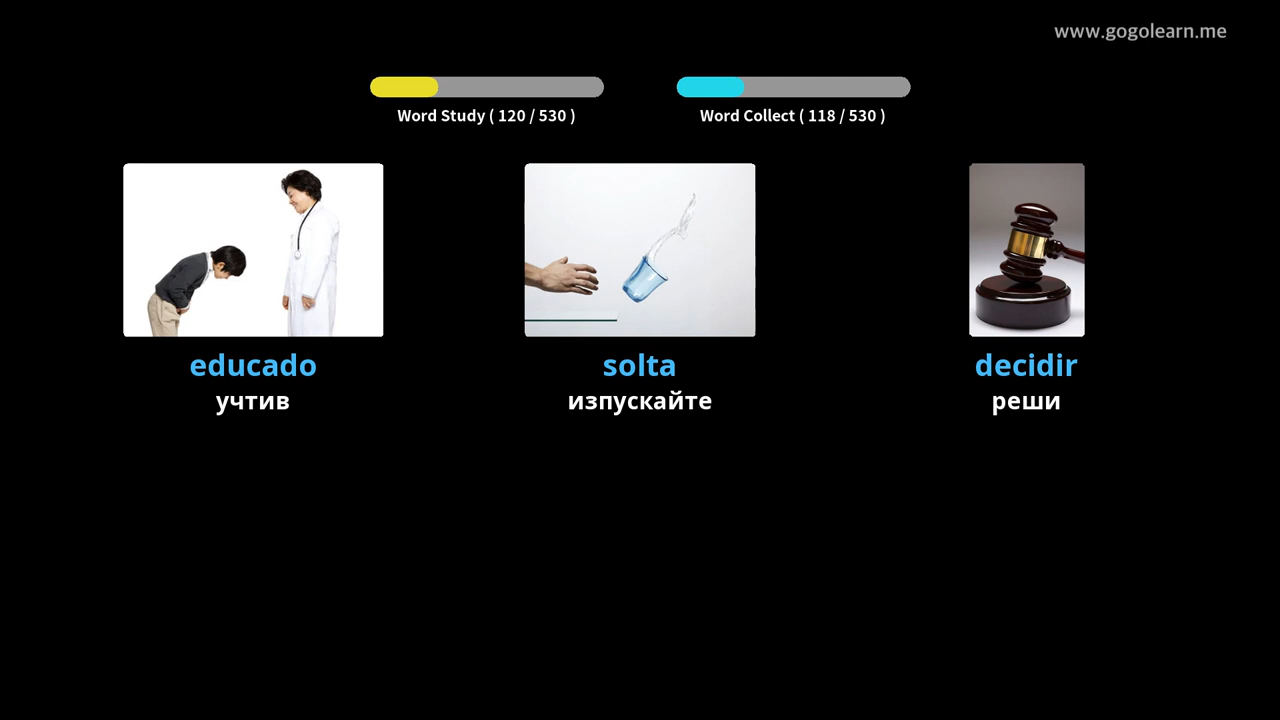 www.gogolearn.me
Word Study ( 120 / 530 )
Word Collect ( 118 / 530 )
educado
учтив
solta
изпускайте
decidir
реши